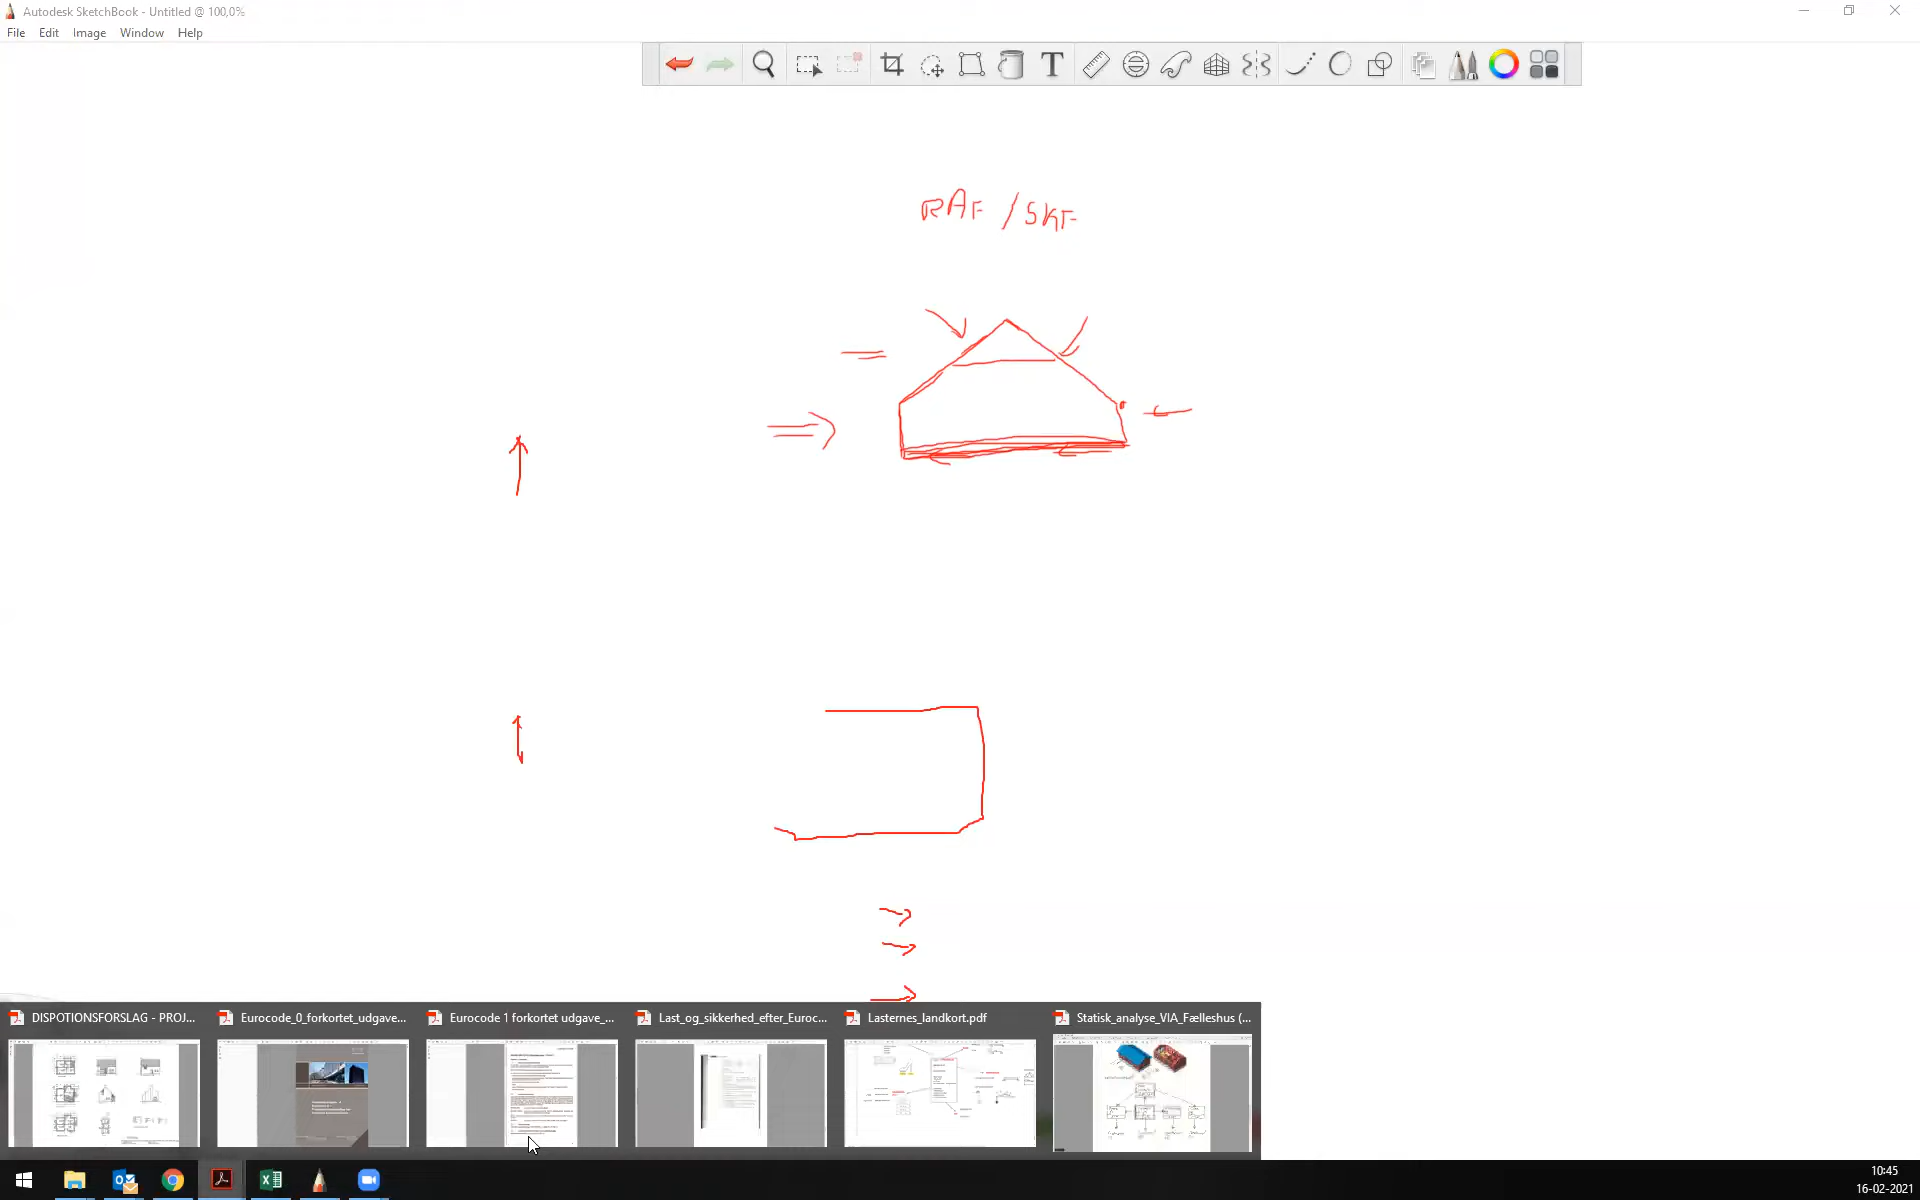 Autodesk SketchBook - Untitled @ 100,0%
File Edit Image Window Help
T
RAF / SKF
DISPOTIONSFORSLAG - PROJ...
Eurocode_0_forkortet_udgave...
Eurocode 1 forkortet udgave_...
Last_og_sikkerhed_efter_Euroc...
Lasternes_landkort.pdf
Statisk_analyse_VIA_Fælleshus (...
10:45
16-02-2021